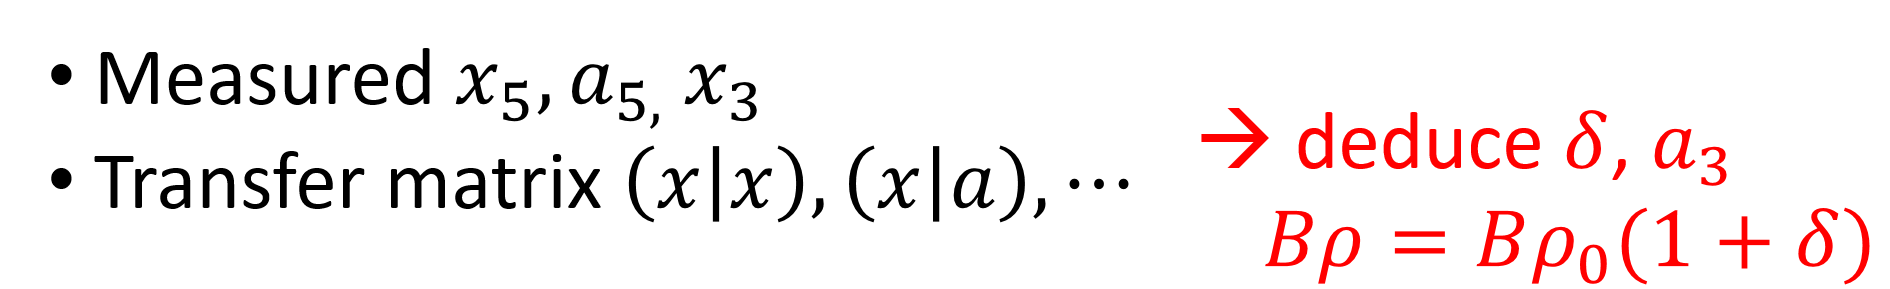 • Measured x₅, a₅, x₃
• Transfer matrix (x|x), (x|a), ⋯
→ deduce δ, a₃
Bρ = Bρ₀(1 + δ)